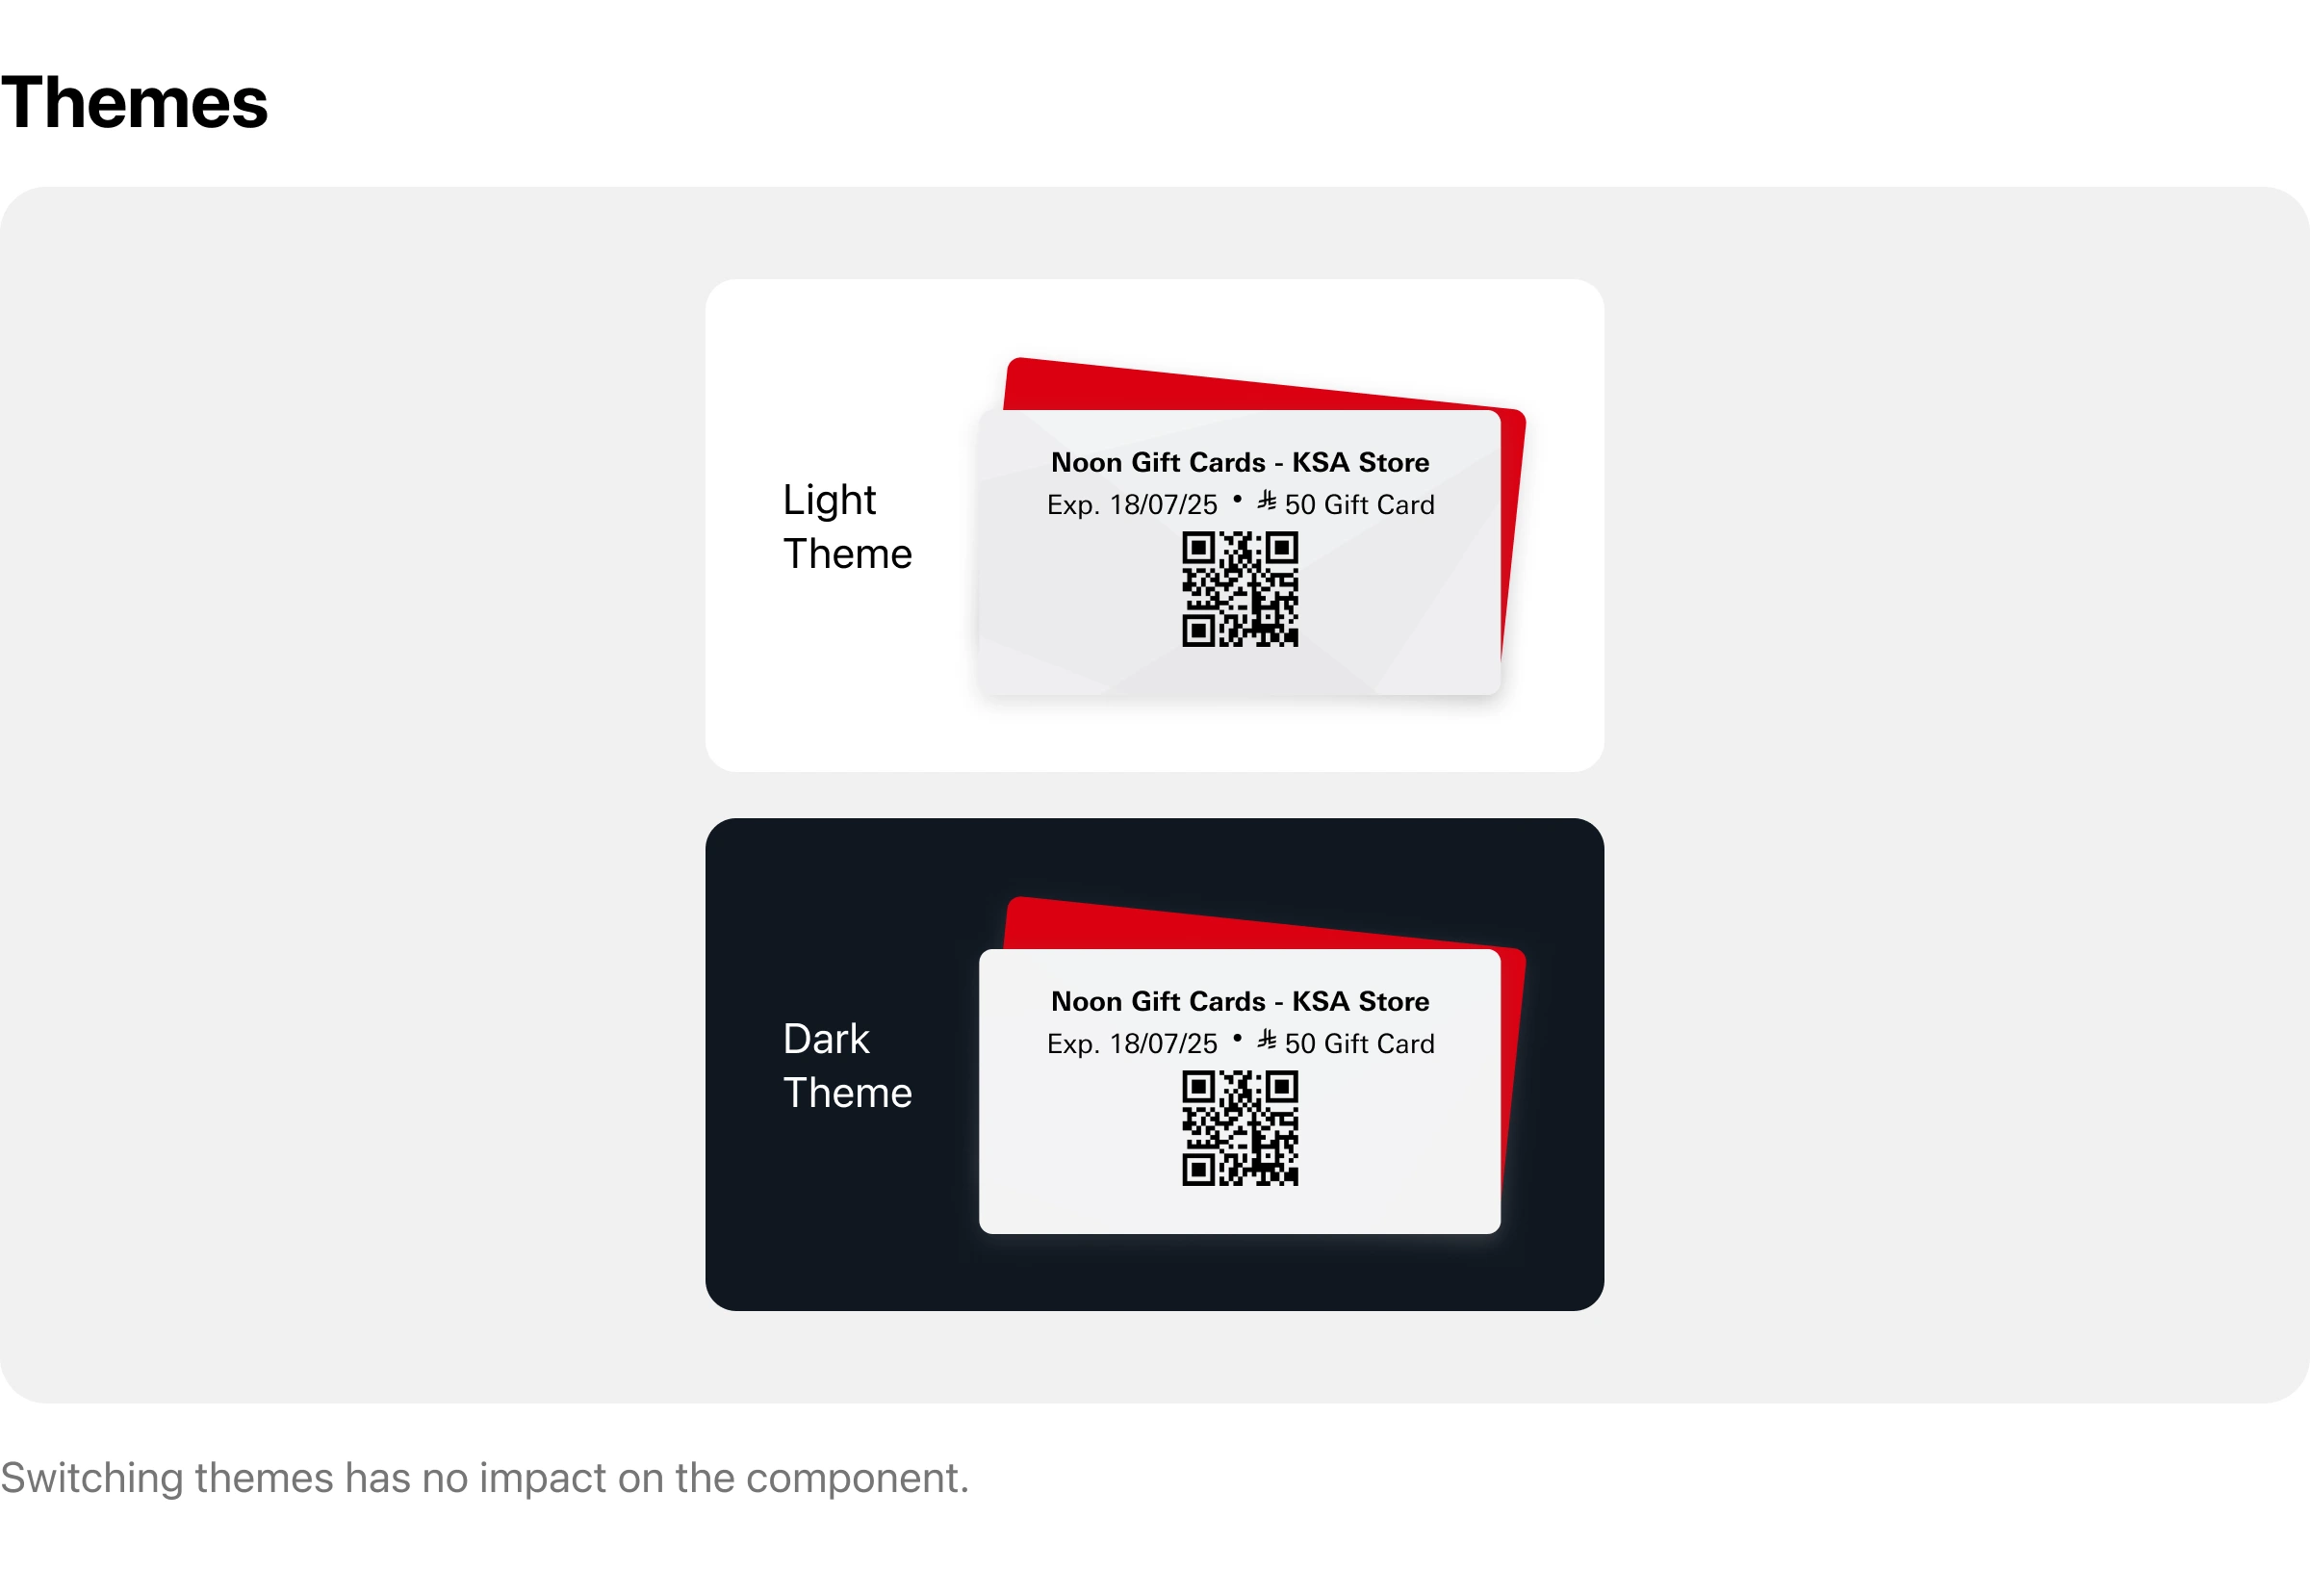 Themes
Light
Theme
Noon Gift Cards - KSA Store
Exp. 18/07/25 • ⃁ 50 Gift Card
Dark
Theme
Noon Gift Cards - KSA Store
Exp. 18/07/25 • ⃁ 50 Gift Card
Switching themes has no impact on the component.